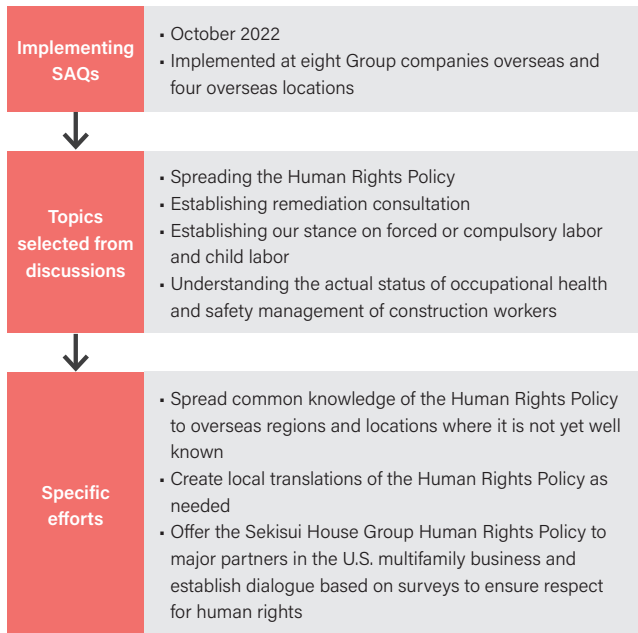 Implementing
SAQs
▪ October 2022
▪ Implemented at eight Group companies overseas and
four overseas locations
Topics
selected from
discussions
▪ Spreading the Human Rights Policy
▪ Establishing remediation consultation
▪ Establishing our stance on forced or compulsory labor
and child labor
▪ Understanding the actual status of occupational health
and safety management of construction workers
Specific
efforts
▪ Spread common knowledge of the Human Rights Policy
to overseas regions and locations where it is not yet well
known
▪ Create local translations of the Human Rights Policy as
needed
▪ Offer the Sekisui House Group Human Rights Policy to
major partners in the U.S. multifamily business and
establish dialogue based on surveys to ensure respect
for human rights